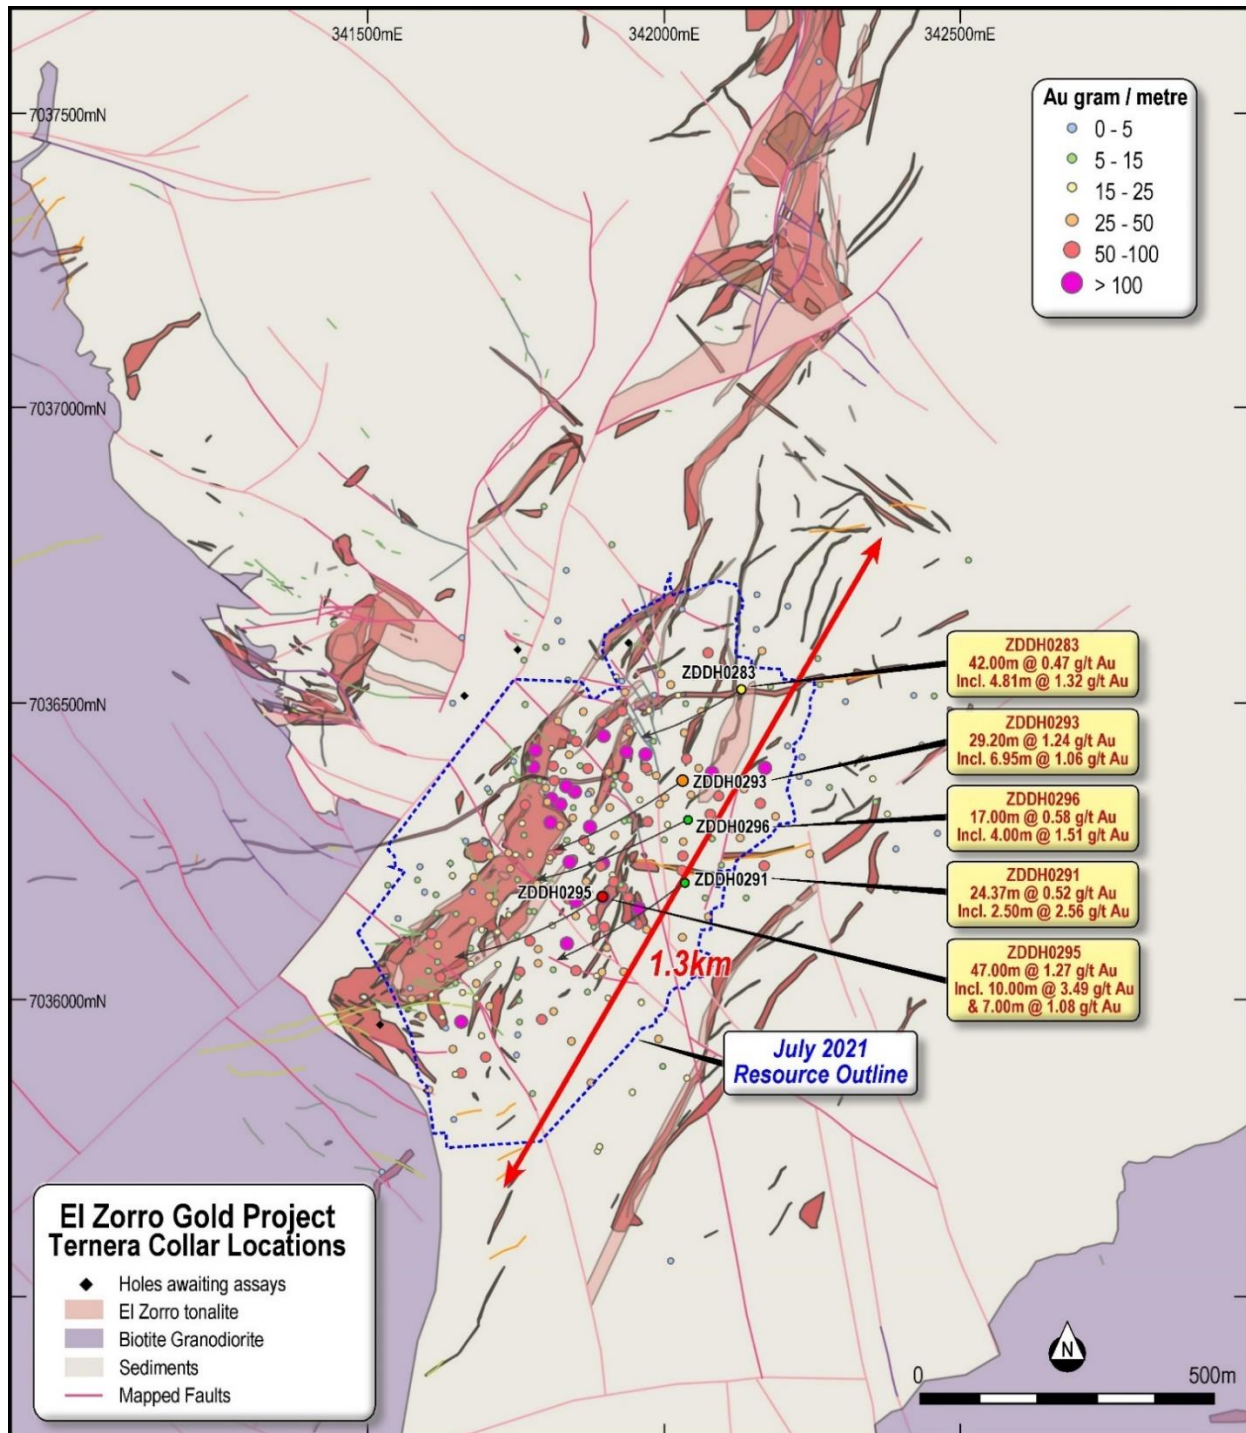 341500mE
342000mE
342500mE
7037500mN
7037000mN
7036500mN
7036000mN
Au gram / metre
0 - 5
5 - 15
15 - 25
25 - 50
50 -100
> 100
ZDDH0283
ZDDH0293
ZDDH0296
ZDDH0291
ZDDH0295
ZDDH0283
42.00m @ 0.47 g/t Au
Incl. 4.81m @ 1.32 g/t Au
ZDDH0293
29.20m @ 1.24 g/t Au
Incl. 6.95m @ 1.06 g/t Au
ZDDH0296
17.00m @ 0.58 g/t Au
Incl. 4.00m @ 1.51 g/t Au
ZDDH0291
24.37m @ 0.52 g/t Au
Incl. 2.50m @ 2.56 g/t Au
ZDDH0295
47.00m @ 1.27 g/t Au
Incl. 10.00m @ 3.49 g/t Au
& 7.00m @ 1.08 g/t Au
1.3km
July 2021
Resource Outline
El Zorro Gold Project
Ternera Collar Locations
Holes awaiting assays
El Zorro tonalite
Biotite Granodiorite
Sediments
Mapped Faults
N
0
500m